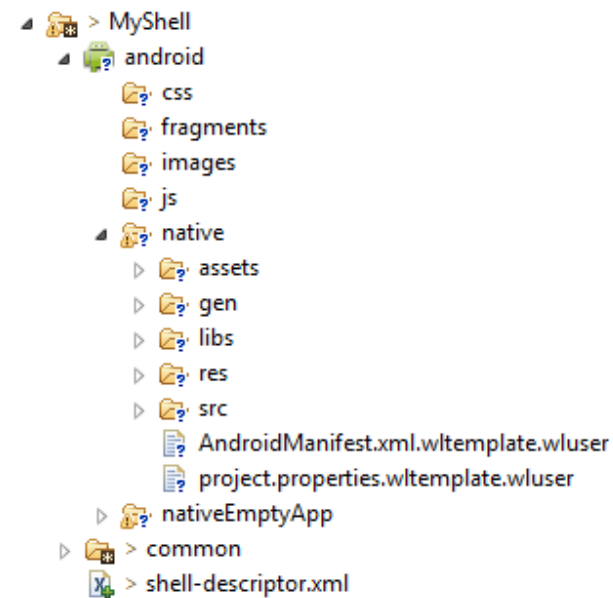 > MyShell
android
css
fragments
images
js
native
assets
gen
libs
res
src
AndroidManifest.xml.wltemplate.wluser
project.properties.wltemplate.wluser
nativeEmptyApp
> common
> shell-descriptor.xml